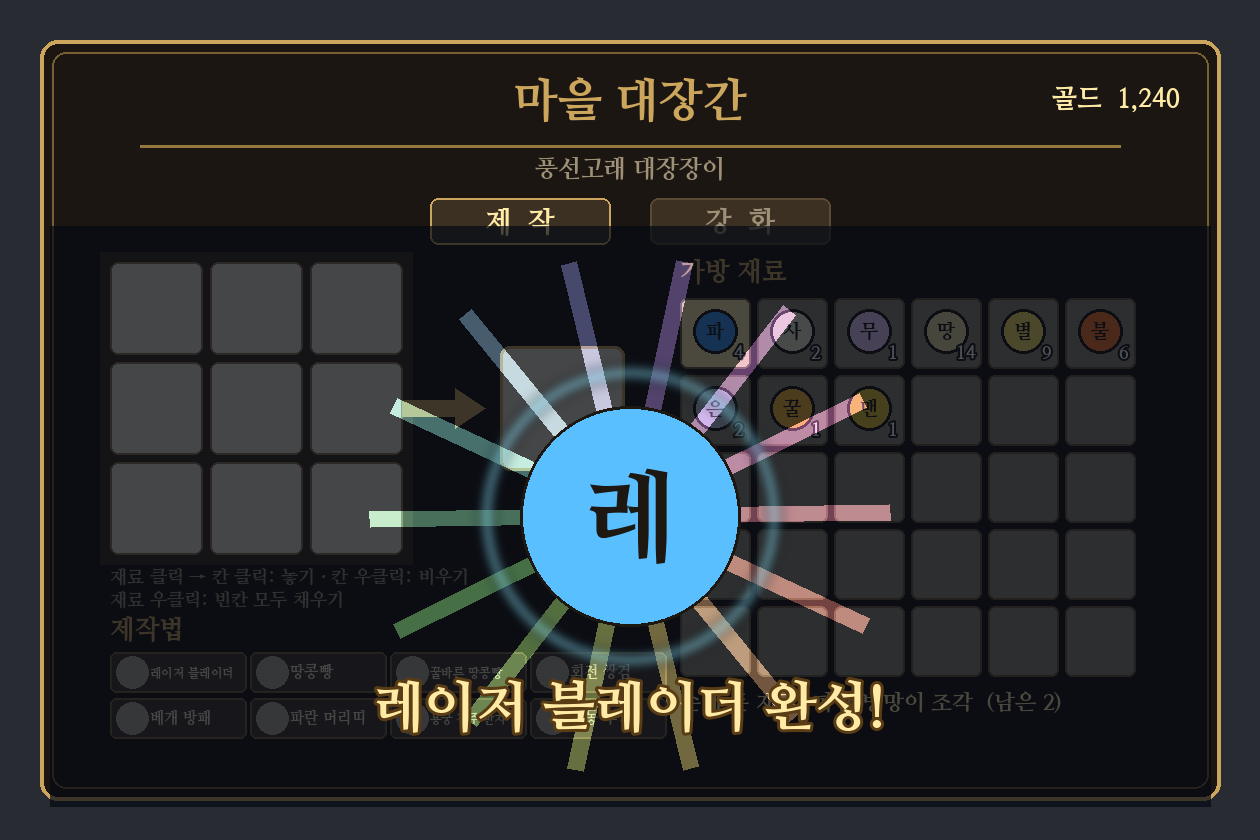 마을 대장간
골드 1,240
풍선고래 대장장이
제 작
강 화
가방 재료
파 4
사 2
무 1
땅 14
별 9
불 6
은 2
꿀 1
맨 1
레
재료 클릭 → 칸 클릭: 놓기 · 칸 우클릭: 비우기
재료 우클릭: 빈칸 모두 채우기
제작법
레이저 블레이더
땅콩빵
꿀바른 땅콩빵
회전 장검
베개 방패
파란 머리띠
망이 조각 (남은 2)
레이저 블레이더 완성!